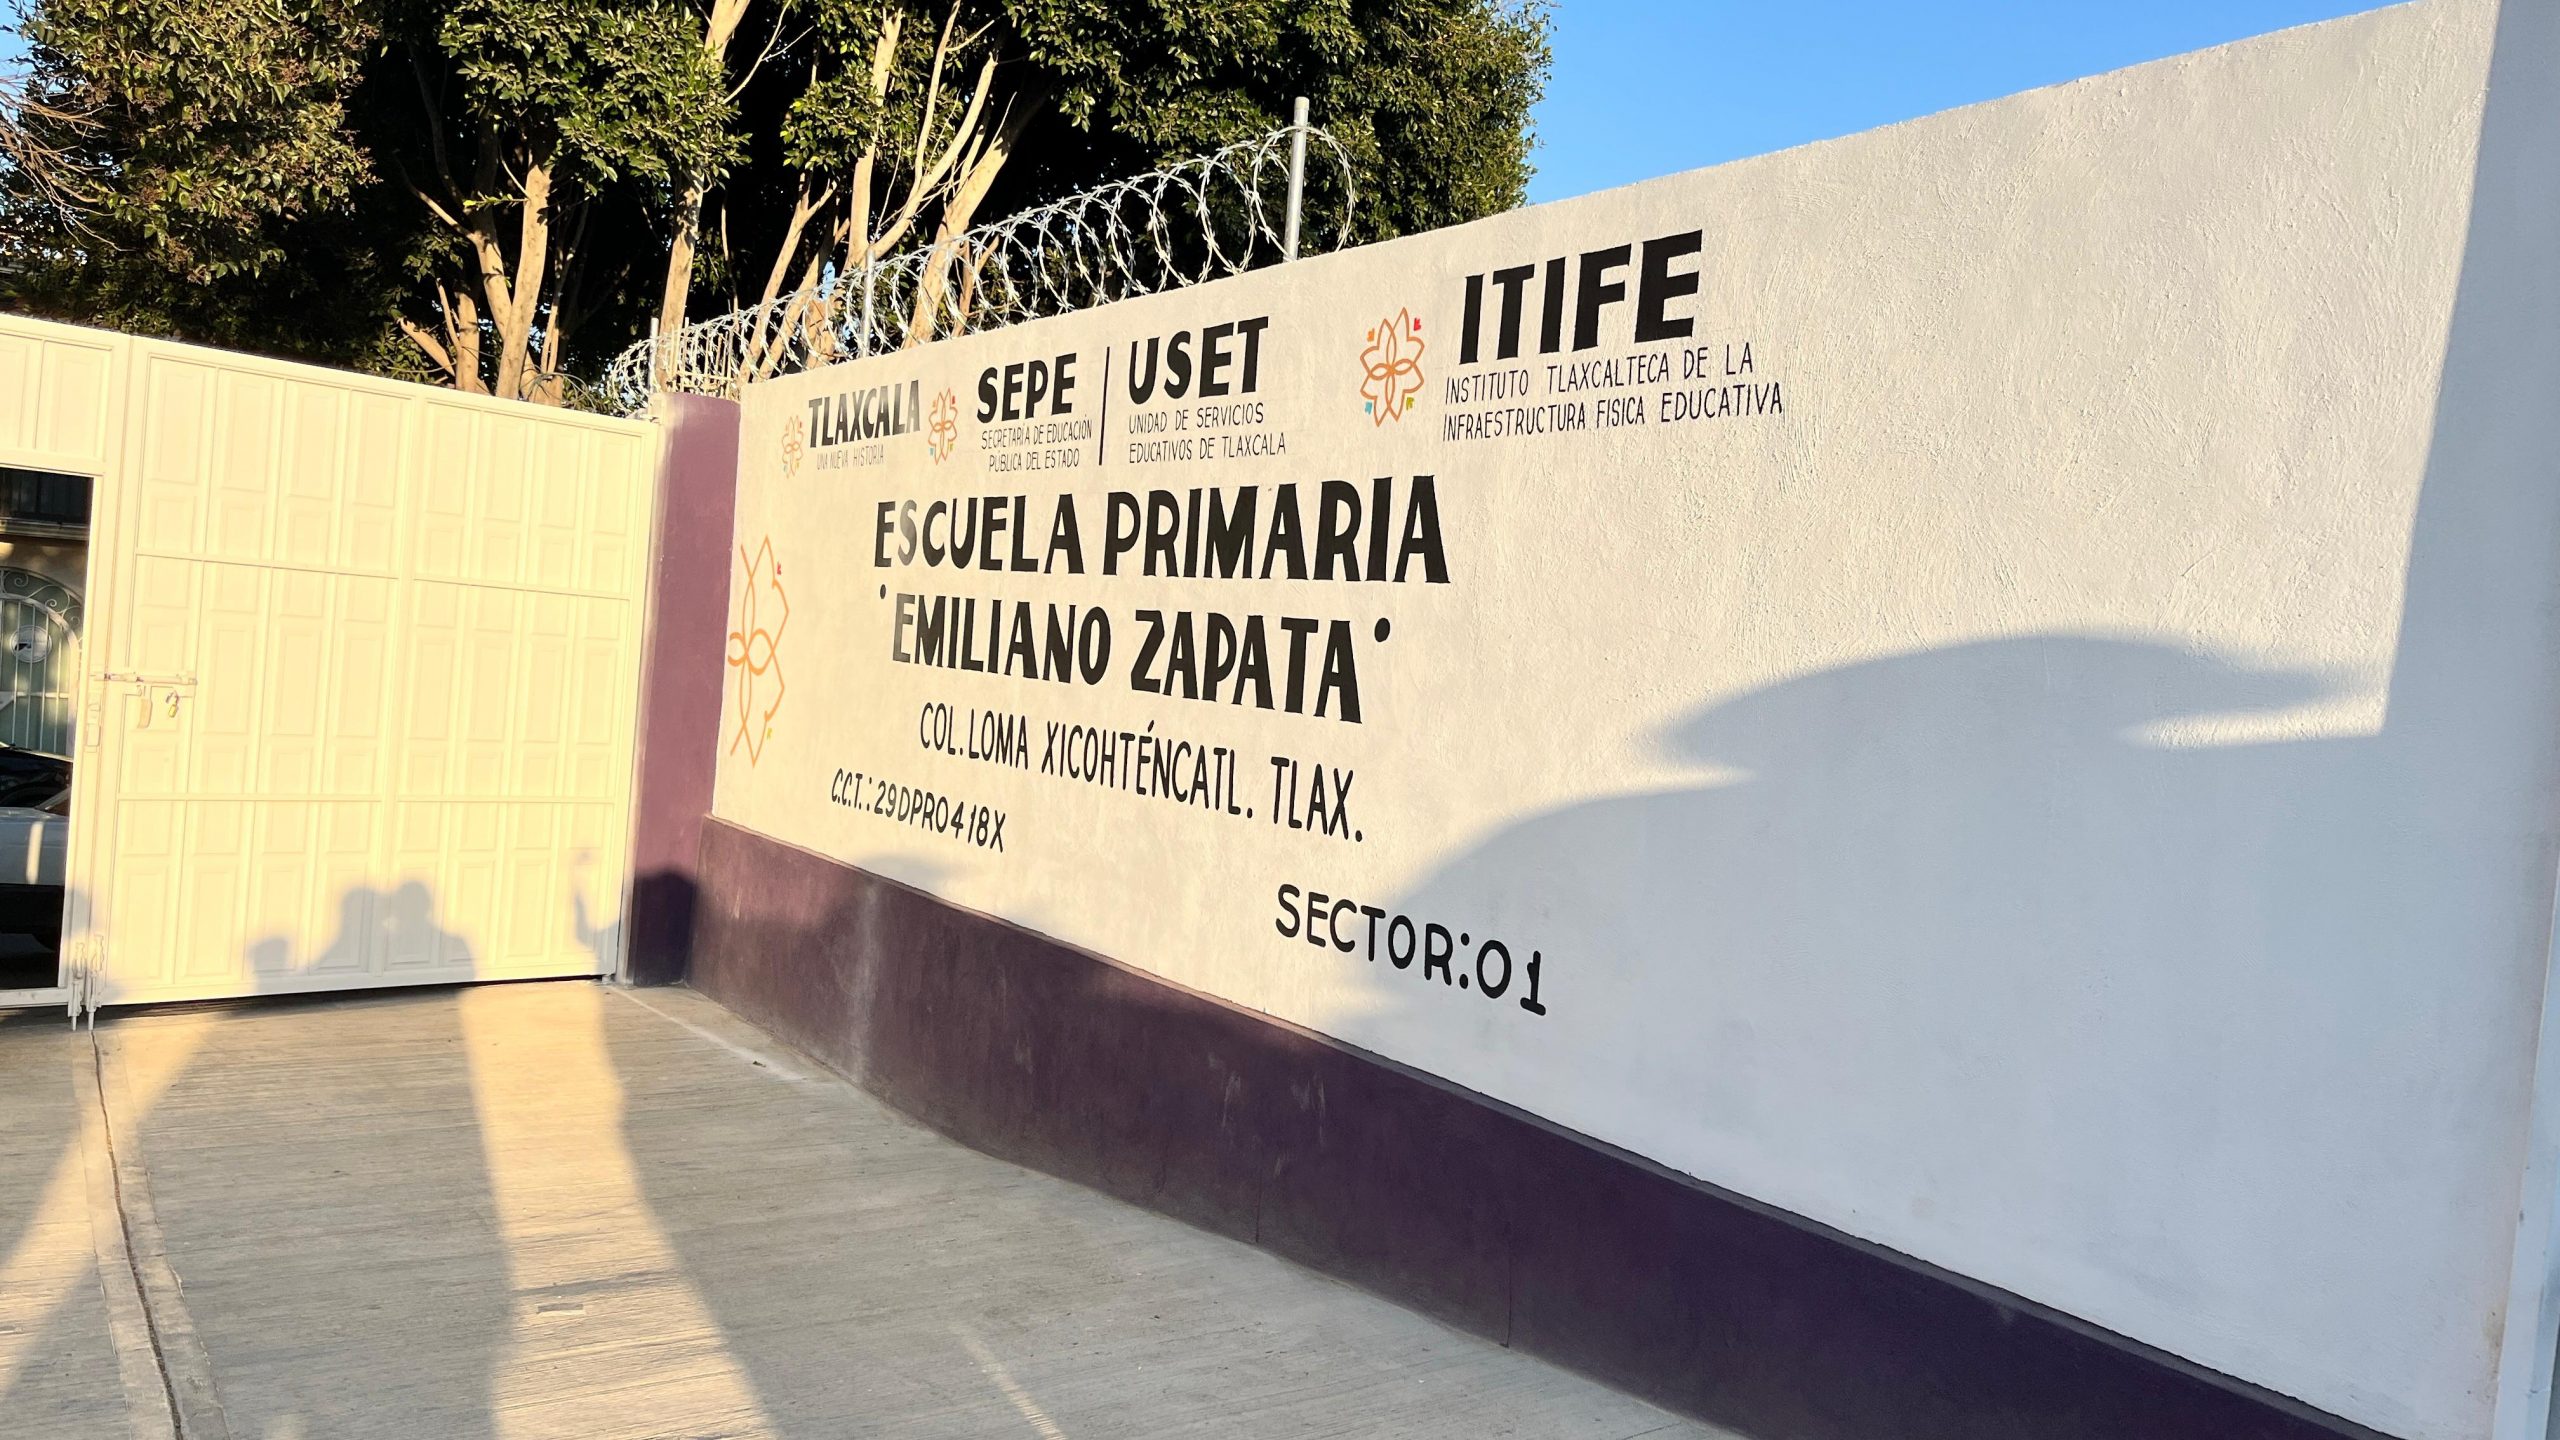 TLAXCALA
UNA NUEVA HISTORIA
SEPE
SECRETARÍA DE EDUCACIÓN
PÚBLICA DEL ESTADO
USET
UNIDAD DE SERVICIOS
EDUCATIVOS DE TLAXCALA
ITIFE
INSTITUTO TLAXCALTECA DE LA
INFRAESTRUCTURA FISICA EDUCATIVA
ESCUELA PRIMARIA
"EMILIANO ZAPATA"
COL. LOMA XICOHTÉNCATL. TLAX.
C.C.T.: 29DPR0418X
SECTOR: 01